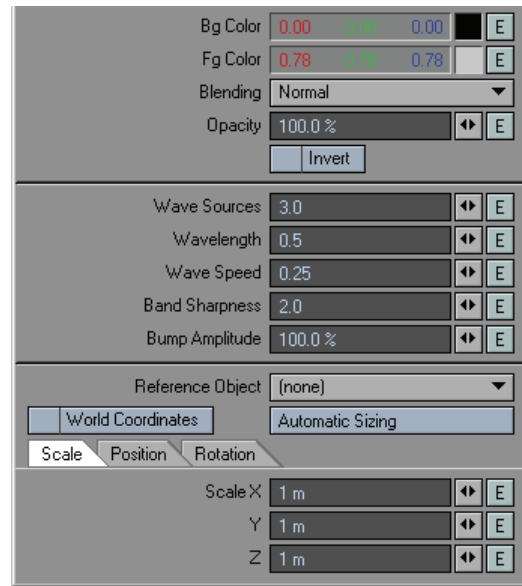 Bg Color 0.00 0.00 0.00 E
Fg Color 0.78 0.78 0.78 E
Blending Normal
Opacity 100.0 % E
Invert
Wave Sources 3.0 E
Wavelength 0.5 E
Wave Speed 0.25 E
Band Sharpness 2.0 E
Bump Amplitude 100.0 % E
Reference Object (none)
World Coordinates Automatic Sizing
Scale Position Rotation
Scale X 1 m E
Y 1 m E
Z 1 m E